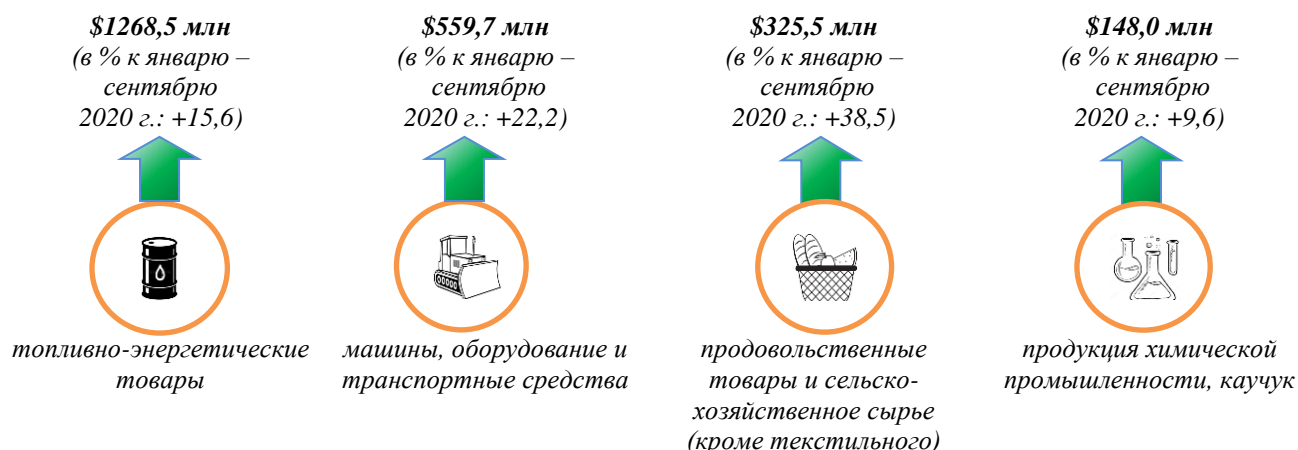 $1268,5 млн
(в % к январю –
сентябрю
2020 г.: +15,6)
топливно-энергетические
товары
$559,7 млн
(в % к январю –
сентябрю
2020 г.: +22,2)
машины, оборудование и
транспортные средства
$325,5 млн
(в % к январю –
сентябрю
2020 г.: +38,5)
продовольственные
товары и сельско-
хозяйственное сырье
(кроме текстильного)
$148,0 млн
(в % к январю –
сентябрю
2020 г.: +9,6)
продукция химической
промышленности, каучук